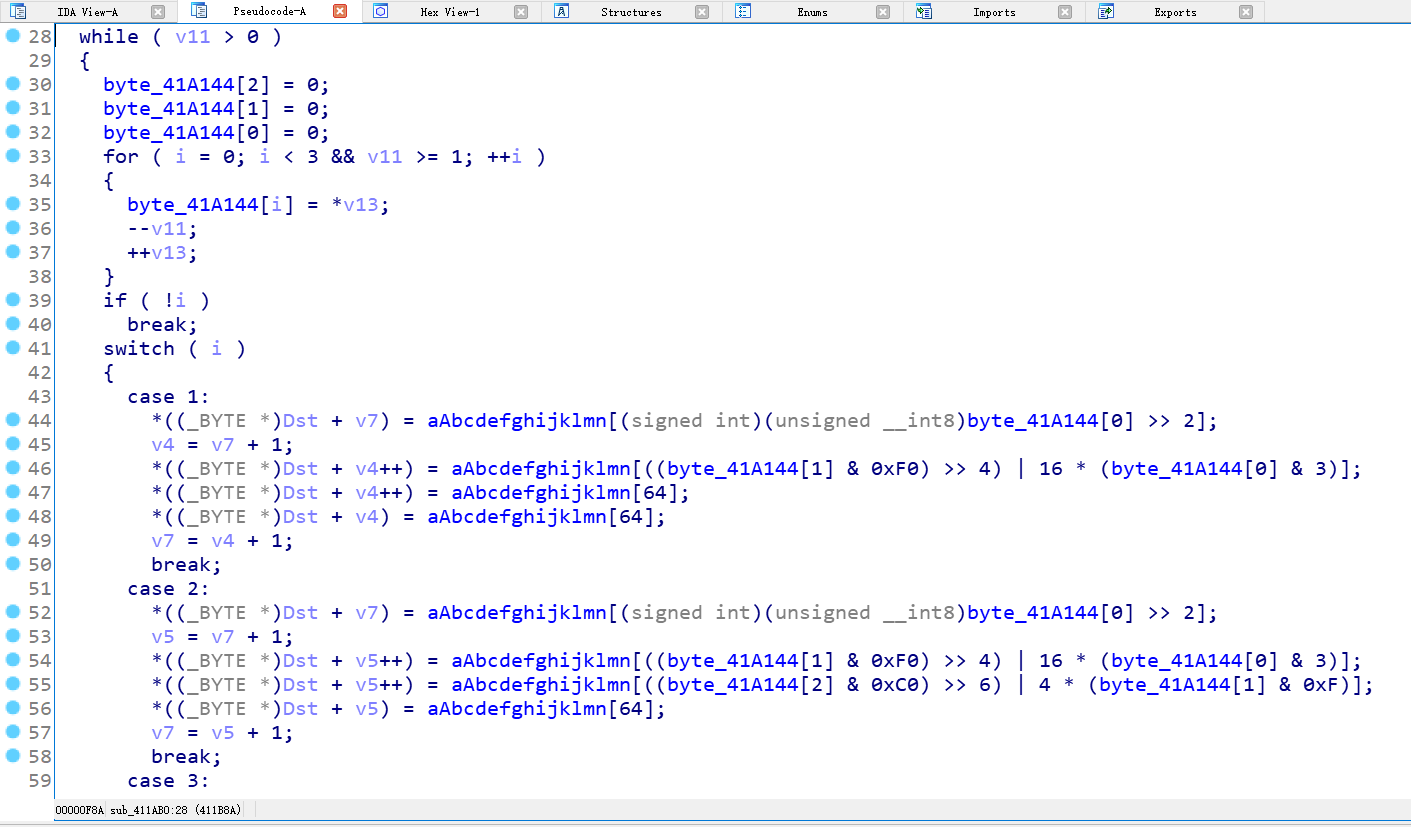 IDA View-A Pseudocode-A Hex View-1 Structures Enums Imports Exports
28 while ( v11 > 0 )
29 {
30 byte_41A144[2] = 0;
31 byte_41A144[1] = 0;
32 byte_41A144[0] = 0;
33 for ( i = 0; i < 3 && v11 >= 1; ++i )
34 {
35 byte_41A144[i] = *v13;
36 --v11;
37 ++v13;
38 }
39 if ( !i )
40 break;
41 switch ( i )
42 {
43 case 1:
44 *((_BYTE *)Dst + v7) = aAbcdefghijklmn[(signed int)(unsigned __int8)byte_41A144[0] >> 2];
45 v4 = v7 + 1;
46 *((_BYTE *)Dst + v4++) = aAbcdefghijklmn[((byte_41A144[1] & 0xF0) >> 4) | 16 * (byte_41A144[0] & 3)];
47 *((_BYTE *)Dst + v4++) = aAbcdefghijklmn[64];
48 *((_BYTE *)Dst + v4) = aAbcdefghijklmn[64];
49 v7 = v4 + 1;
50 break;
51 case 2:
52 *((_BYTE *)Dst + v7) = aAbcdefghijklmn[(signed int)(unsigned __int8)byte_41A144[0] >> 2];
53 v5 = v7 + 1;
54 *((_BYTE *)Dst + v5++) = aAbcdefghijklmn[((byte_41A144[1] & 0xF0) >> 4) | 16 * (byte_41A144[0] & 3)];
55 *((_BYTE *)Dst + v5++) = aAbcdefghijklmn[((byte_41A144[2] & 0xC0) >> 6) | 4 * (byte_41A144[1] & 0xF)];
56 *((_BYTE *)Dst + v5) = aAbcdefghijklmn[64];
57 v7 = v5 + 1;
58 break;
59 case 3:
00000F8A sub_411AB0:28 (411B8A)